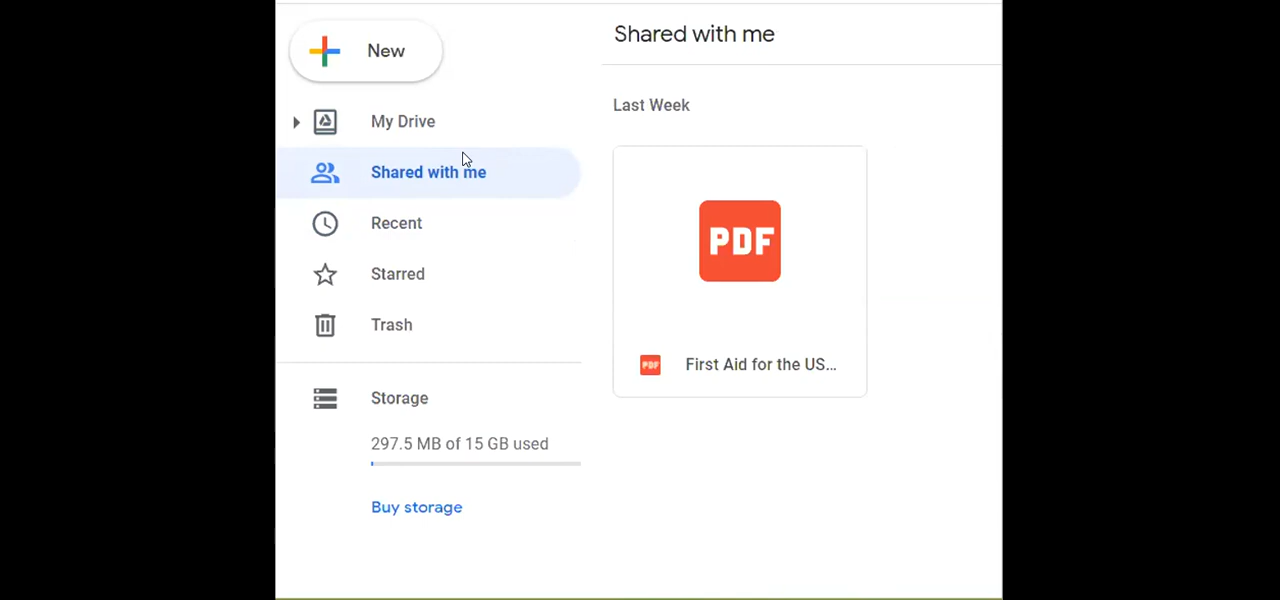 New
My Drive
Shared with me
Recent
Starred
Trash
Storage
297.5 MB of 15 GB used
Buy storage
Shared with me
Last Week
PDF
PDF
First Aid for the US...